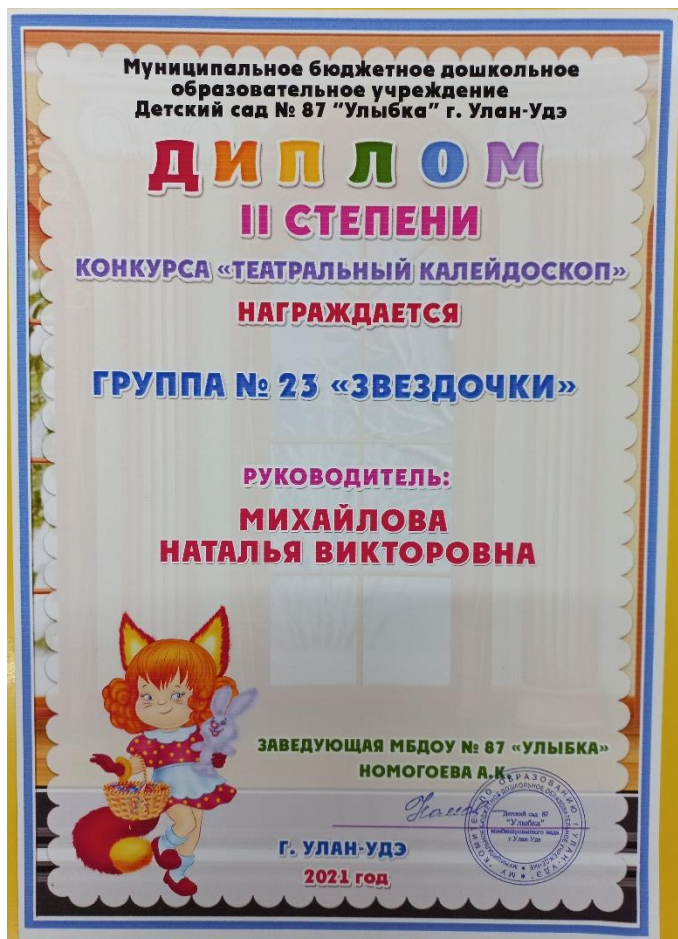 Муниципальное бюджетное дошкольное
образовательное учреждение
Детский сад № 87 "Улыбка" г. Улан-Удэ
ДИПЛОМ
II СТЕПЕНИ
КОНКУРСА «ТЕАТРАЛЬНЫЙ КАЛЕЙДОСКОП»
НАГРАЖДАЕТСЯ
ГРУППА № 23 «ЗВЕЗДОЧКИ»
РУКОВОДИТЕЛЬ:
МИХАЙЛОВА
НАТАЛЬЯ ВИКТОРОВНА
ЗАВЕДУЮЩАЯ МБДОУ № 87 «УЛЫБКА»
НОМОГОЕВА А.К.
Детский сад 87
"Улыбка"
комбинированного вида
г.Улан-Удэ
Г. УЛАН-УДЭ
2021 год